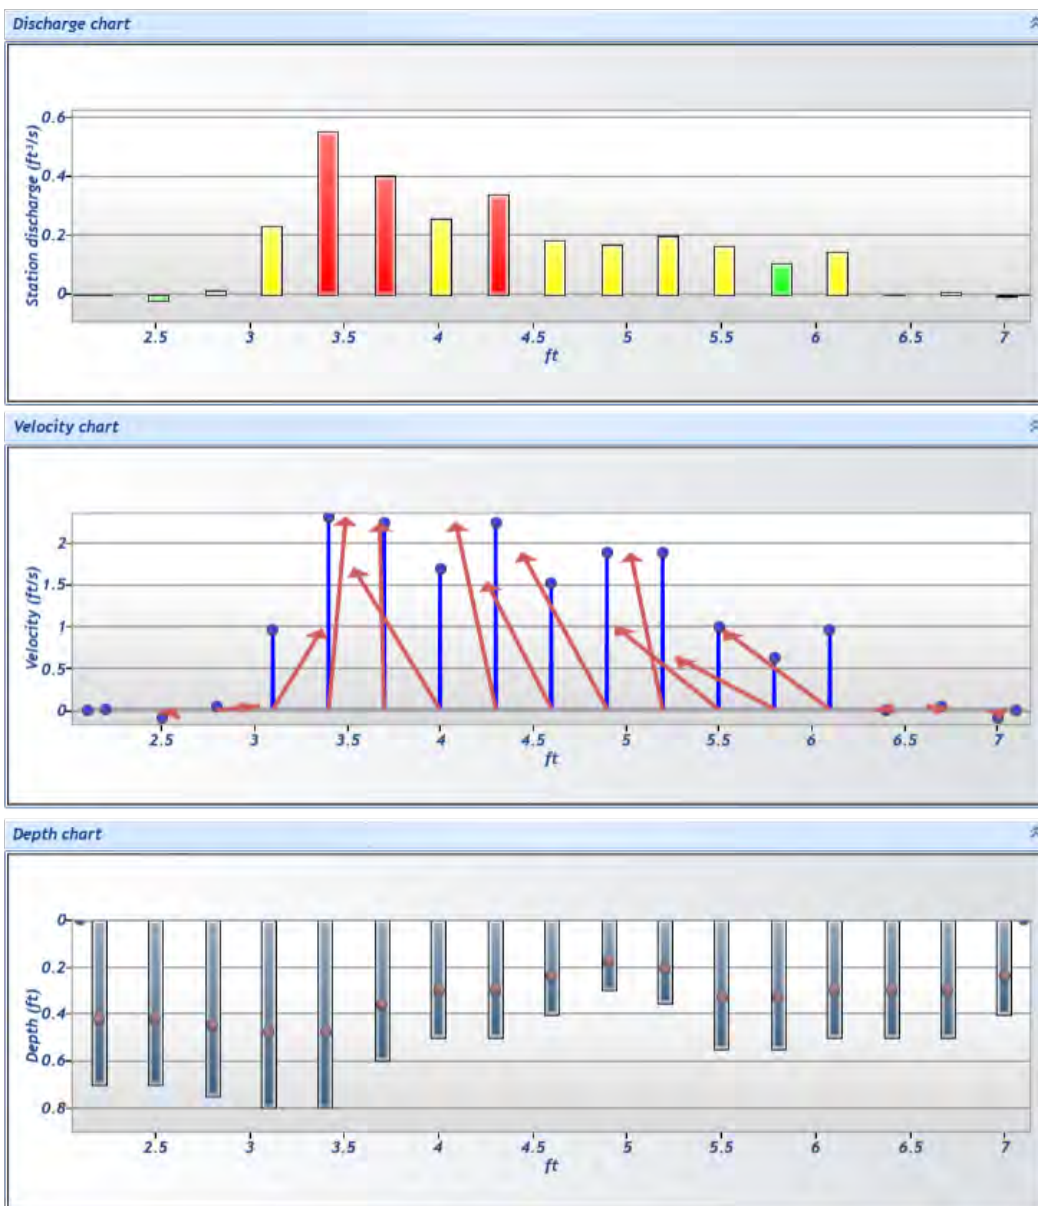 Discharge chart
Station discharge (ft³/s)
0.6
0.4
0.2
0
2.5 3 3.5 4 4.5 5 5.5 6 6.5 7
ft
Velocity chart
Velocity (ft/s)
2
1.5
1
0.5
0
2.5 3 3.5 4 4.5 5 5.5 6 6.5 7
ft
Depth chart
Depth (ft)
0
0.2
0.4
0.6
0.8
2.5 3 3.5 4 4.5 5 5.5 6 6.5 7
ft